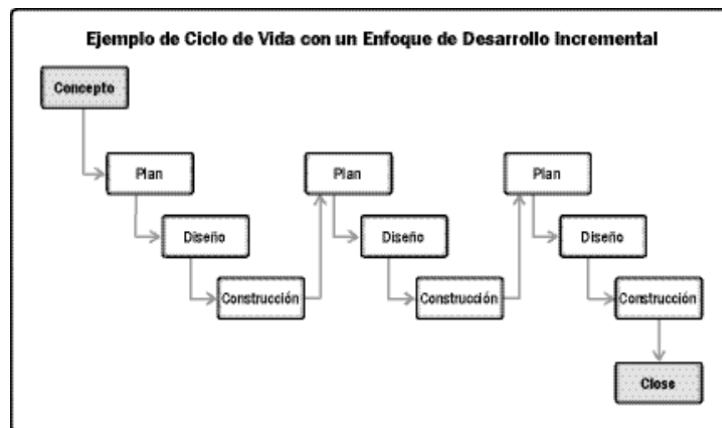 Ejemplo de Ciclo de Vida con un Enfoque de Desarrollo Incremental
Concepto
Plan
Plan
Plan
Diseño
Diseño
Diseño
Construcción
Construcción
Construcción
Close